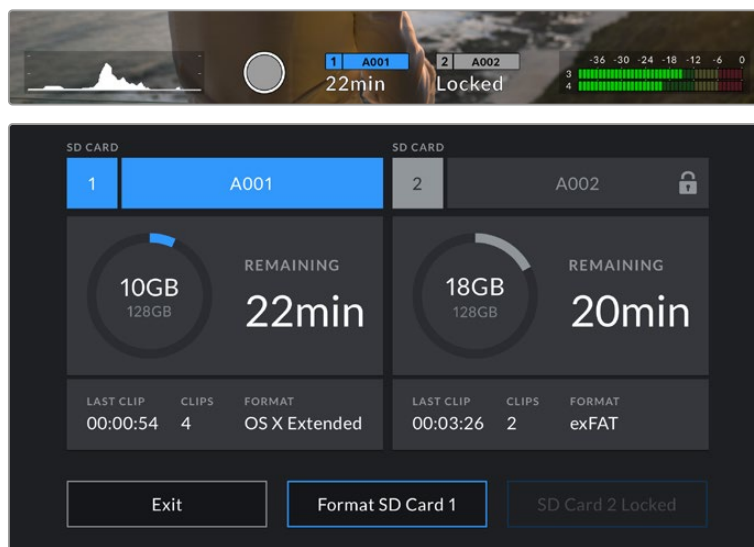 1 A001 2 A002
22min Locked
-36 -30 -24 -18 -12 -6 0
3
4
SD CARD SD CARD
1 A001 2 A002
REMAINING REMAINING
10GB 18GB
128GB 22min 128GB 20min
LAST CLIP CLIPS FORMAT LAST CLIP CLIPS FORMAT
00:00:54 4 OS X Extended 00:03:26 2 exFAT
Exit Format SD Card 1 SD Card 2 Locked